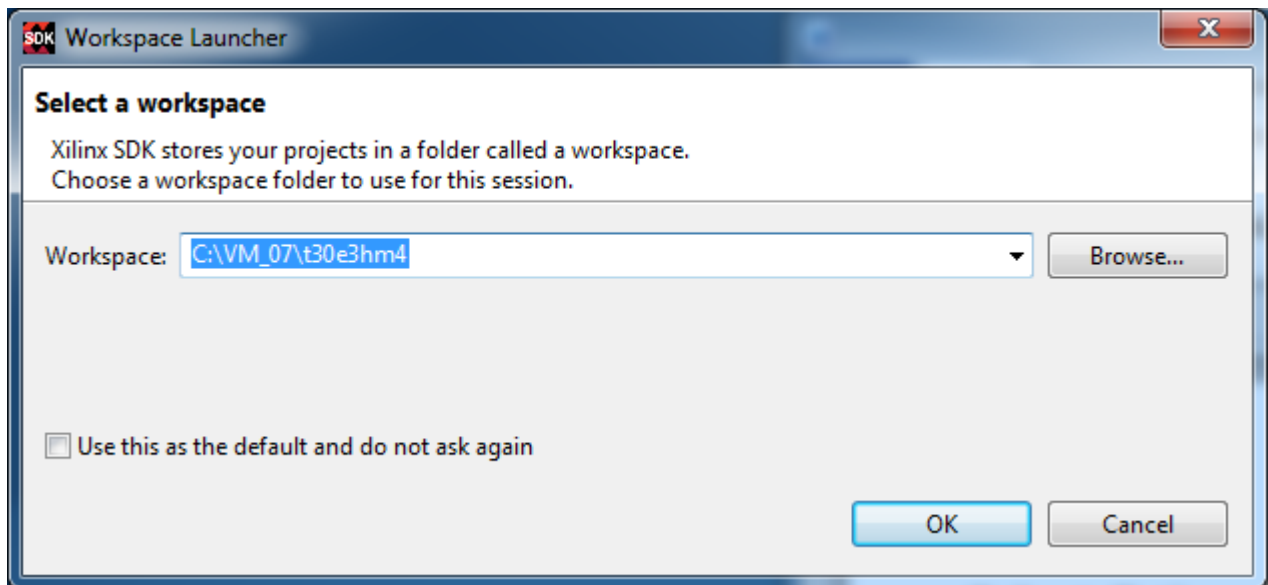 SDK Workspace Launcher
Select a workspace
Xilinx SDK stores your projects in a folder called a workspace.
Choose a workspace folder to use for this session.
Workspace: C:\VM_07\t30e3hm4 Browse...
Use this as the default and do not ask again
OK Cancel